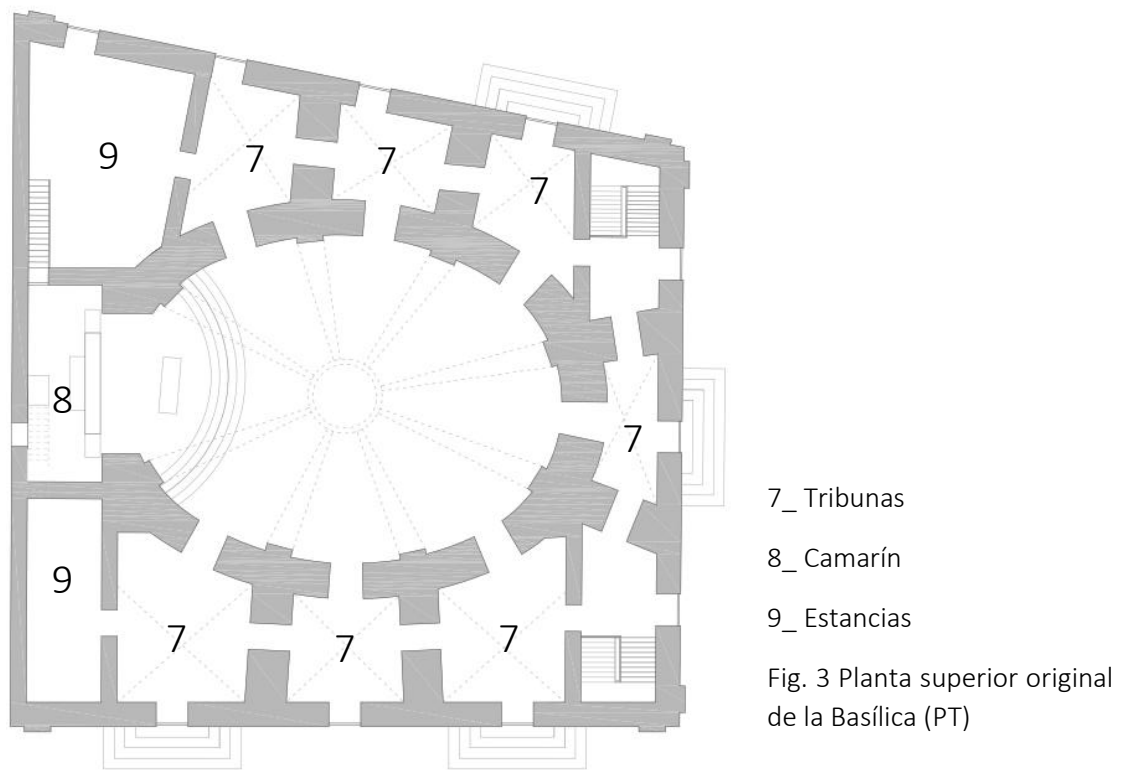 9
7
7
7
8
7
9
7
7
7
7_ Tribunas
8_ Camarín
9_ Estancias
Fig. 3 Planta superior original
de la Basílica (PT)